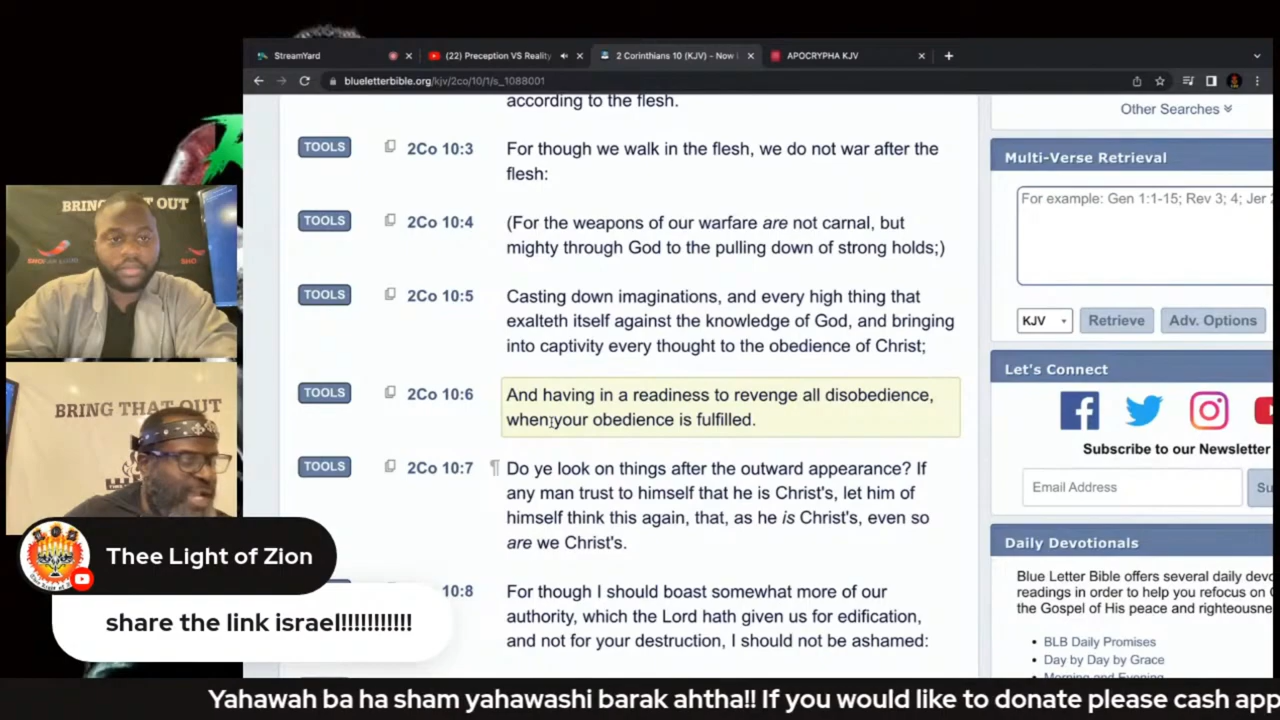 StreamYard
(22) Preception VS Reality
2 Corinthians 10 (KJV) - Now
APOCRYPHA KJV
blueletterbible.org/kjv/2co/10/1/s_1088001
according to the flesh.
TOOLS
2Co 10:3
For though we walk in the flesh, we do not war after the
flesh:
TOOLS
2Co 10:4
(For the weapons of our warfare are not carnal, but
mighty through God to the pulling down of strong holds;)
TOOLS
2Co 10:5
Casting down imaginations, and every high thing that
exalteth itself against the knowledge of God, and bringing
into captivity every thought to the obedience of Christ;
TOOLS
2Co 10:6
And having in a readiness to revenge all disobedience,
when your obedience is fulfilled.
TOOLS
2Co 10:7
¶ Do ye look on things after the outward appearance? If
any man trust to himself that he is Christ's, let him of
himself think this again, that, as he is Christ's, even so
are we Christ's.
10:8
For though I should boast somewhat more of our
authority, which the Lord hath given us for edification,
and not for your destruction, I should not be ashamed:
Other Searches
Multi-Verse Retrieval
For example: Gen 1:1-15; Rev 3; 4; Jer
KJV
Retrieve
Adv. Options
Let's Connect
Subscribe to our Newsletter
Email Address
Su
Daily Devotionals
Blue Letter Bible offers several daily devo
readings in order to help you refocus on
the Gospel of His peace and righteousne
• BLB Daily Promises
• Day by Day by Grace
• Morning and Evening
BRING THAT OUT
BRING THAT OUT
Thee Light of Zion
share the link israel!!!!!!!!!!!
Yahawah ba ha sham yahawashi barak ahtha!! If you would like to donate please cash app